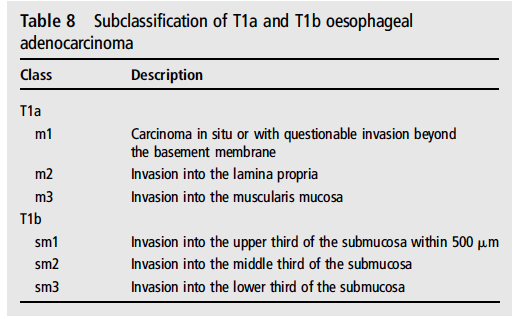 Table 8 Subclassification of T1a and T1b oesophageal
adenocarcinoma
Class Description
T1a
m1 Carcinoma in situ or with questionable invasion beyond
the basement membrane
m2 Invasion into the lamina propria
m3 Invasion into the muscularis mucosa
T1b
sm1 Invasion into the upper third of the submucosa within 500 μm
sm2 Invasion into the middle third of the submucosa
sm3 Invasion into the lower third of the submucosa